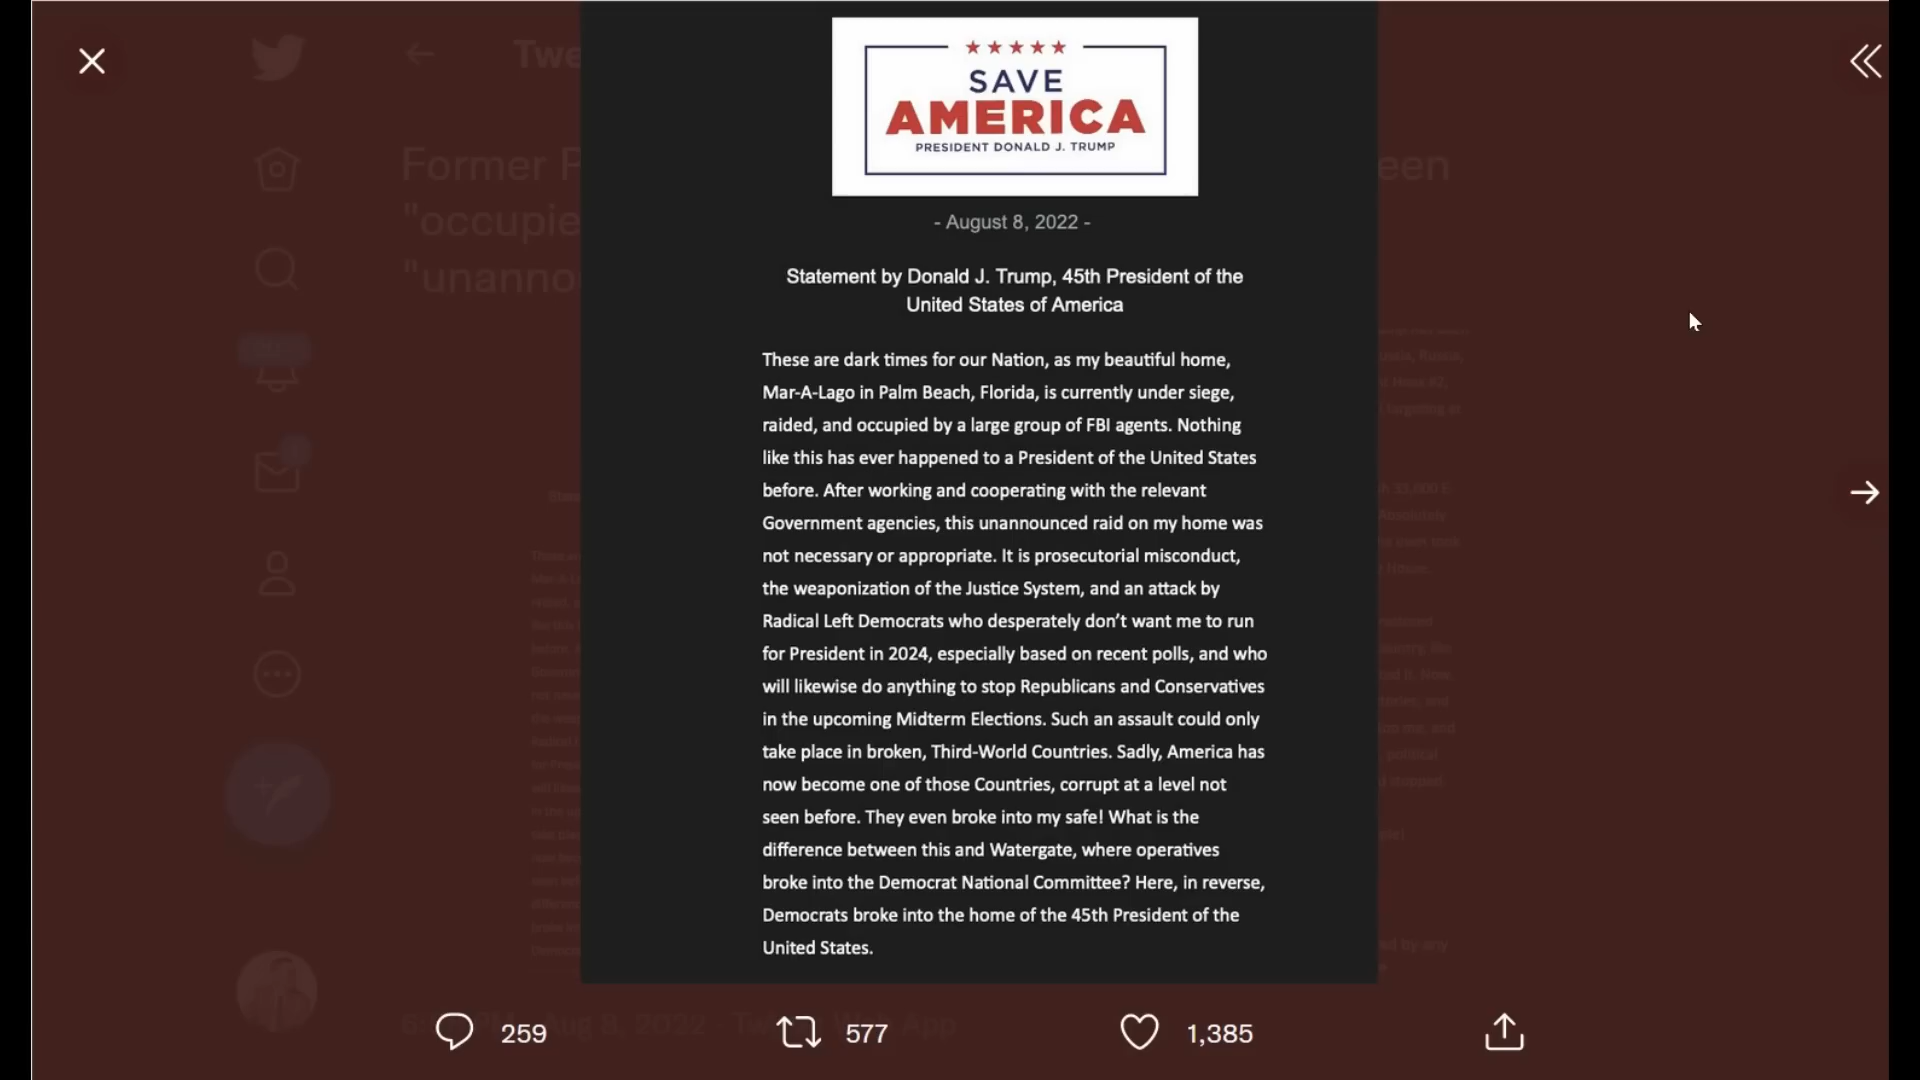 SAVE
AMERICA
PRESIDENT DONALD J. TRUMP
- August 8, 2022 -
Statement by Donald J. Trump, 45th President of the
United States of America
These are dark times for our Nation, as my beautiful home,
Mar-A-Lago in Palm Beach, Florida, is currently under siege,
raided, and occupied by a large group of FBI agents. Nothing
like this has ever happened to a President of the United States
before. After working and cooperating with the relevant
Government agencies, this unannounced raid on my home was
not necessary or appropriate. It is prosecutorial misconduct,
the weaponization of the Justice System, and an attack by
Radical Left Democrats who desperately don’t want me to run
for President in 2024, especially based on recent polls, and who
will likewise do anything to stop Republicans and Conservatives
in the upcoming Midterm Elections. Such an assault could only
take place in broken, Third-World Countries. Sadly, America has
now become one of those Countries, corrupt at a level not
seen before. They even broke into my safe! What is the
difference between this and Watergate, where operatives
broke into the Democrat National Committee? Here, in reverse,
Democrats broke into the home of the 45th President of the
United States.
259 577 1,385
Former
"occupie
"unanno
Aug 8, 2022
App